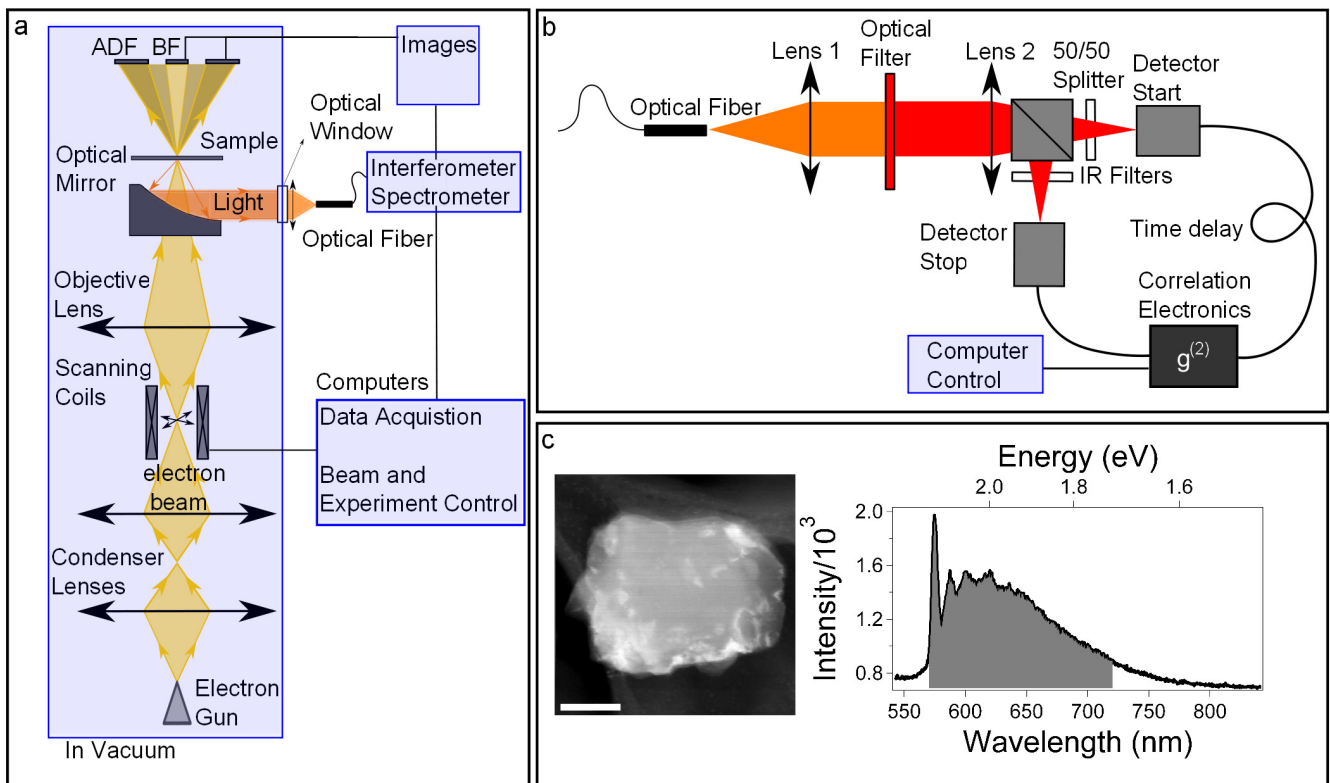 a
ADF BF
Images
Optical
Window
Sample
Optical
Mirror
Interferometer
Spectrometer
Light
Optical Fiber
Objective
Lens
Scanning
Coils
Computers
Data Acquistion
Beam and
Experiment Control
electron
beam
Condenser
Lenses
Electron
Gun
In Vacuum
b
Optical Fiber
Lens 1
Optical
Filter
Lens 2
50/50
Splitter
Detector
Start
IR Filters
Detector
Stop
Time delay
Correlation
Electronics
g(2)
Computer
Control
c
Energy (eV)
2.0 1.8 1.6
Intensity/10³
2.0
1.6
1.2
0.8
550 600 650 700 750 800
Wavelength (nm)